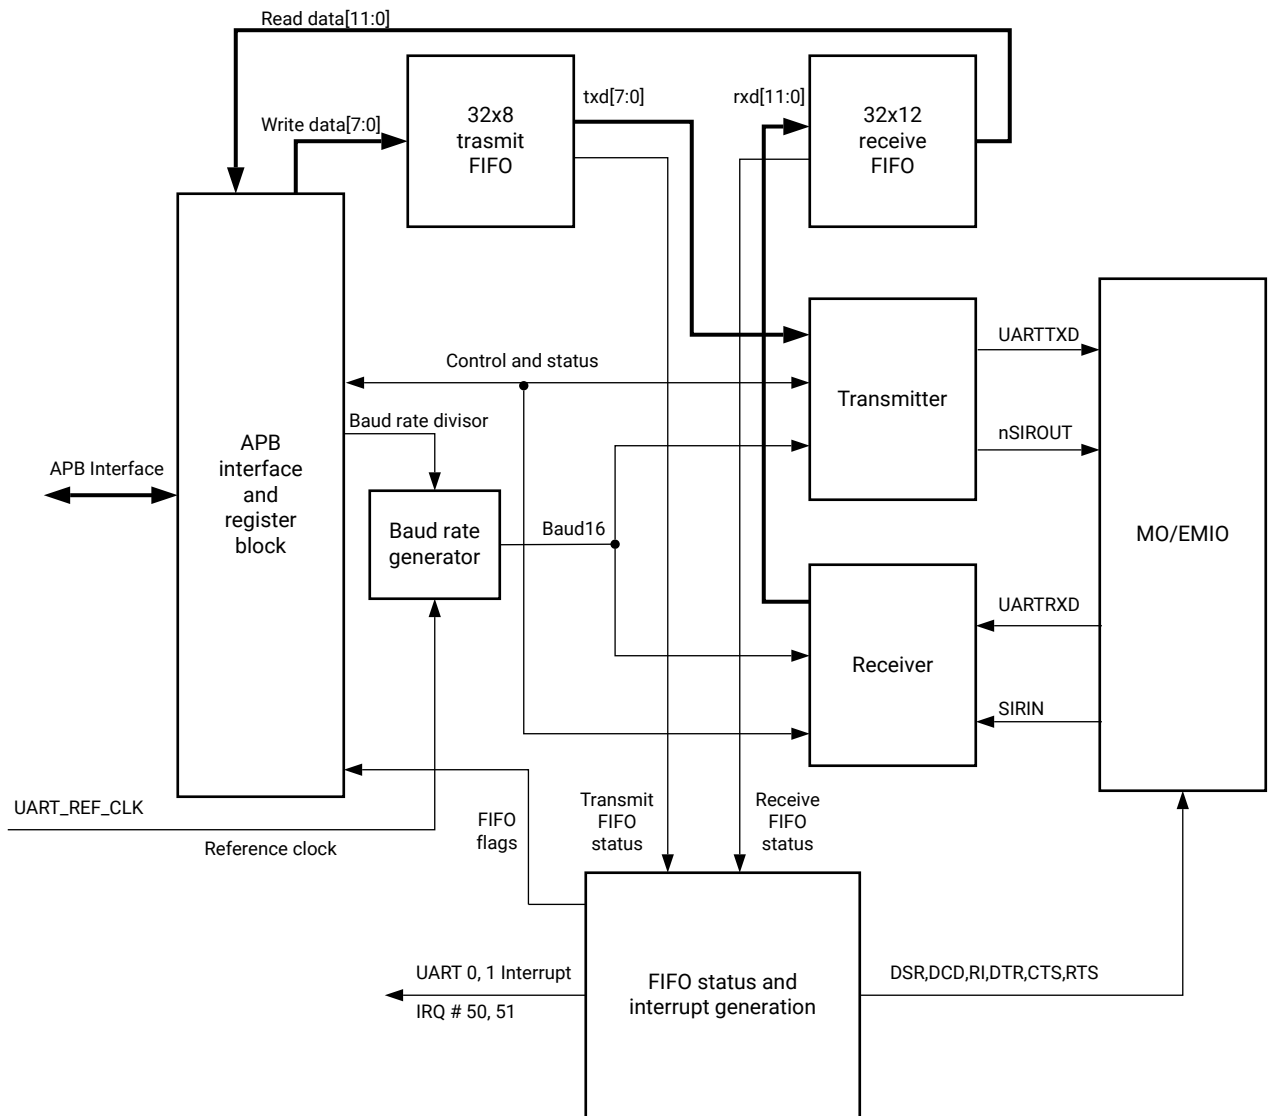 Read data[11:0]
32x8
trasmit
FIFO
txd[7:0]
rxd[11:0]
32x12
receive
FIFO
Write data[7:0]
UARTTXD
Control and status
Transmitter
Baud rate divisor
nSIROUT
APB
interface
and
register
block
APB Interface
Baud rate
generator
Baud16
MO/EMIO
UARTRXD
Receiver
SIRIN
UART_REF_CLK
Reference clock
FIFO
flags
Transmit
FIFO
status
Receive
FIFO
status
UART 0, 1 Interrupt
IRQ # 50, 51
FIFO status and
interrupt generation
DSR,DCD,RI,DTR,CTS,RTS